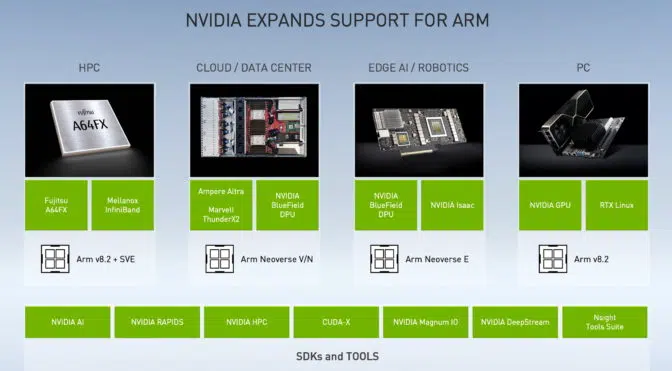 NVIDIA EXPANDS SUPPORT FOR ARM
HPC
CLOUD / DATA CENTER
EDGE AI / ROBOTICS
PC
FUJITSU
A64FX
Fujitsu
A64FX
Mellanox
InfiniBand
Ampere Altra
Marvell
ThunderX2
NVIDIA
BlueField
DPU
NVIDIA
BlueField
DPU
NVIDIA Isaac
NVIDIA GPU
RTX Linux
Arm v8.2 + SVE
Arm Neoverse V/N
Arm Neoverse E
Arm v8.2
NVIDIA AI
NVIDIA RAPIDS
NVIDIA HPC
CUDA-X
NVIDIA Magnum IO
NVIDIA DeepStream
Nsight
Tools Suite
SDKs and TOOLS